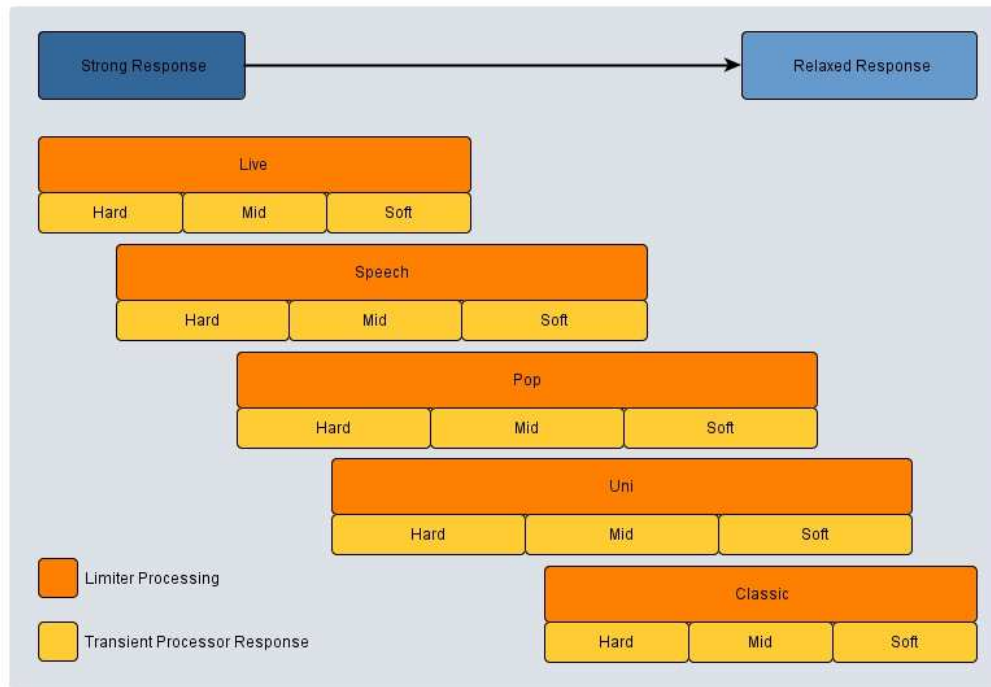 Strong Response
Relaxed Response
Live
Hard Mid Soft
Speech
Hard Mid Soft
Pop
Hard Mid Soft
Uni
Hard Mid Soft
Limiter Processing
Classic
Transient Processor Response
Hard Mid Soft